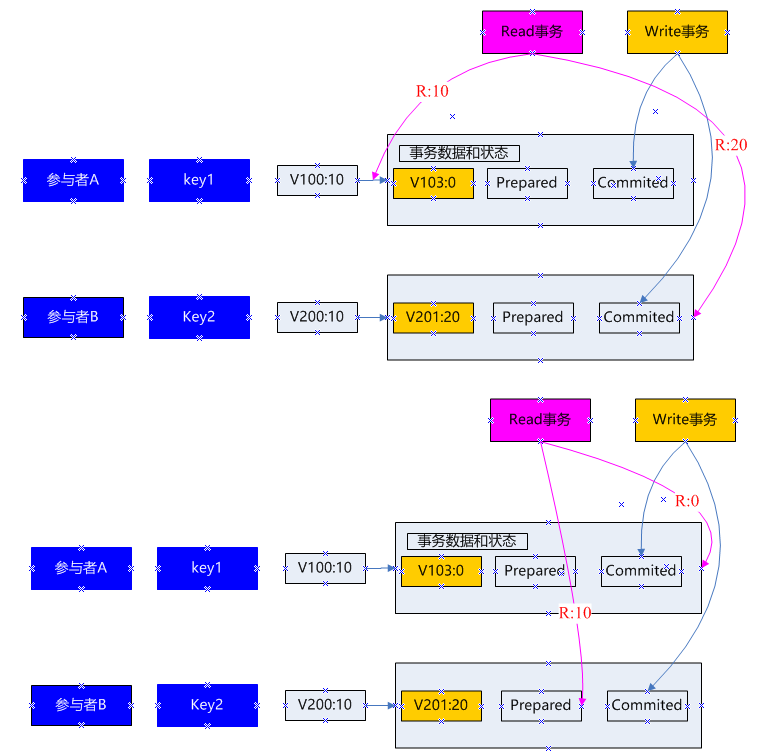 Read事务 Write事务
R:10
R:20
事务数据和状态
参与者A key1 V100:10 V103:0 Prepared Commited
参与者B Key2 V200:10 V201:20 Prepared Commited
Read事务 Write事务
R:0
事务数据和状态
参与者A key1 V100:10 V103:0 Prepared Commited
R:10
参与者B Key2 V200:10 V201:20 Prepared Commited